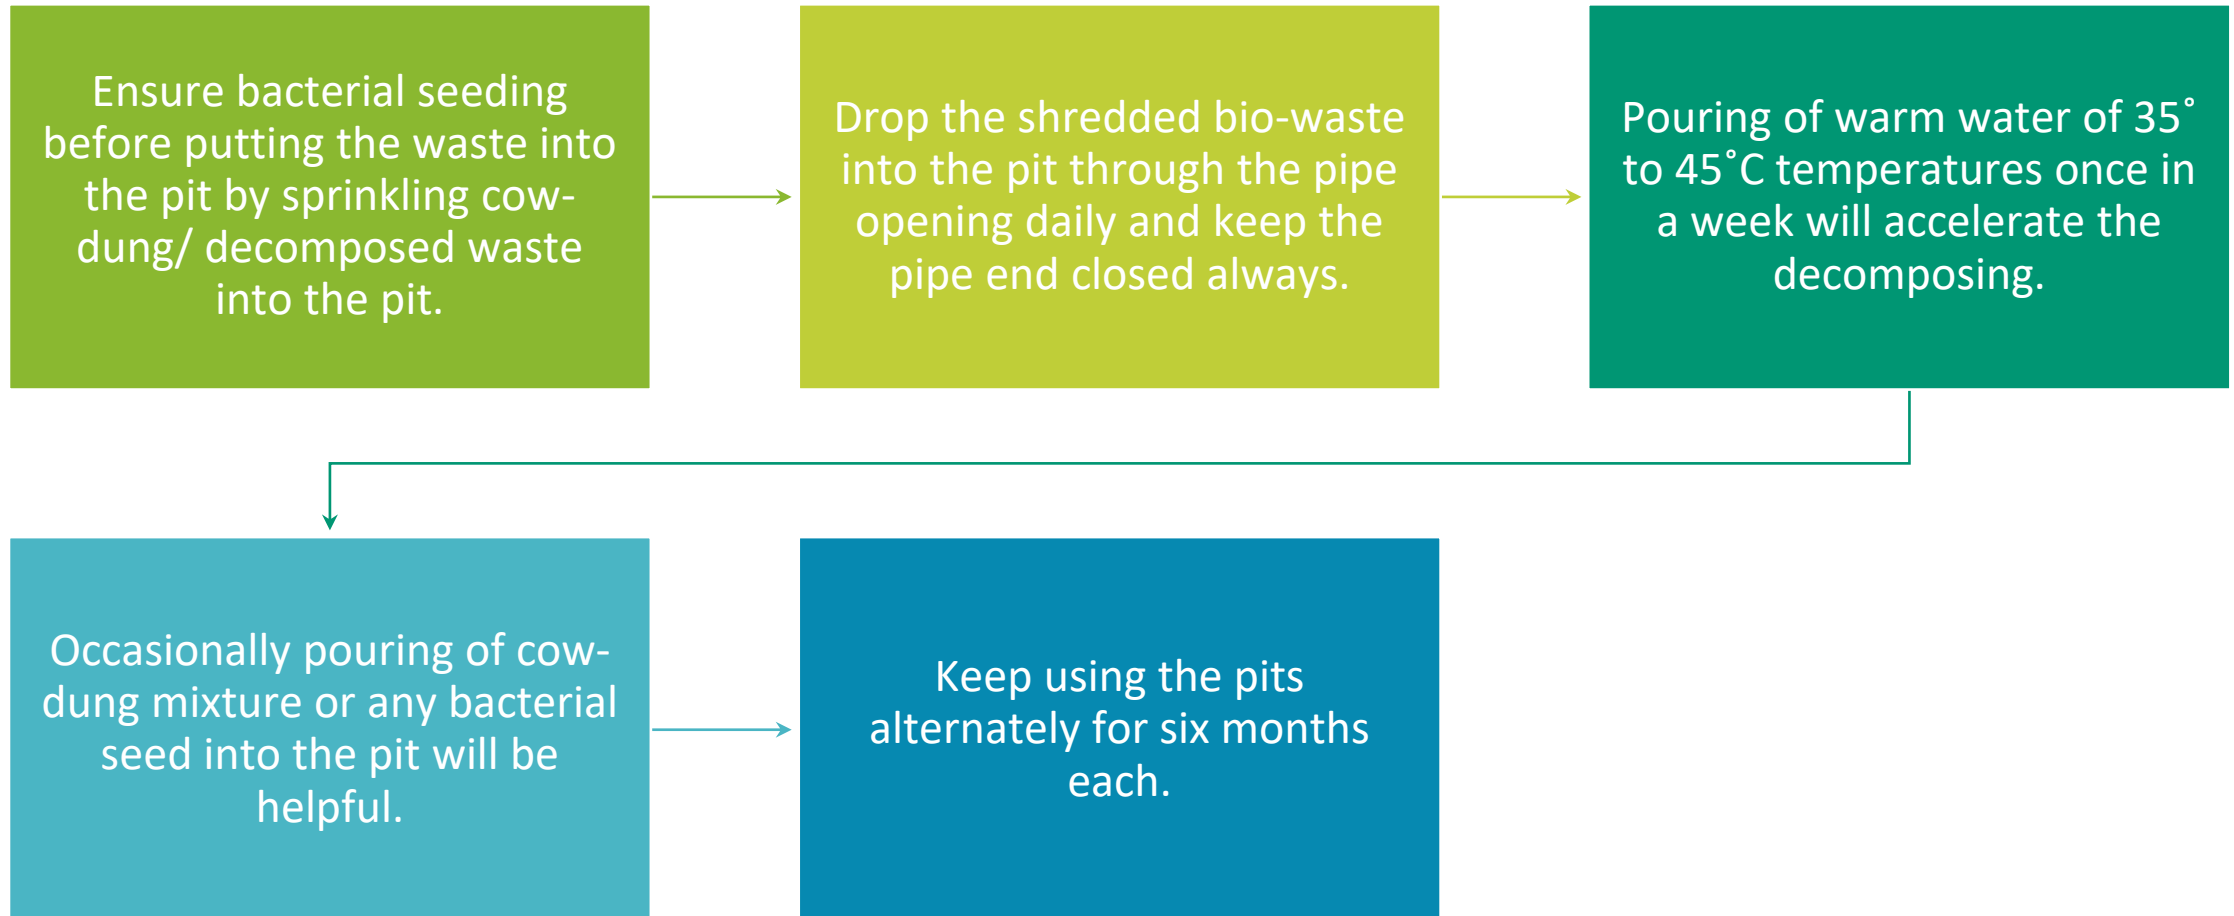 Ensure bacterial seeding
before putting the waste into
the pit by sprinkling cow-
dung/ decomposed waste
into the pit.
Drop the shredded bio-waste
into the pit through the pipe
opening daily and keep the
pipe end closed always.
Pouring of warm water of 35˚
to 45˚C temperatures once in
a week will accelerate the
decomposing.
Occasionally pouring of cow-
dung mixture or any bacterial
seed into the pit will be
helpful.
Keep using the pits
alternately for six months
each.